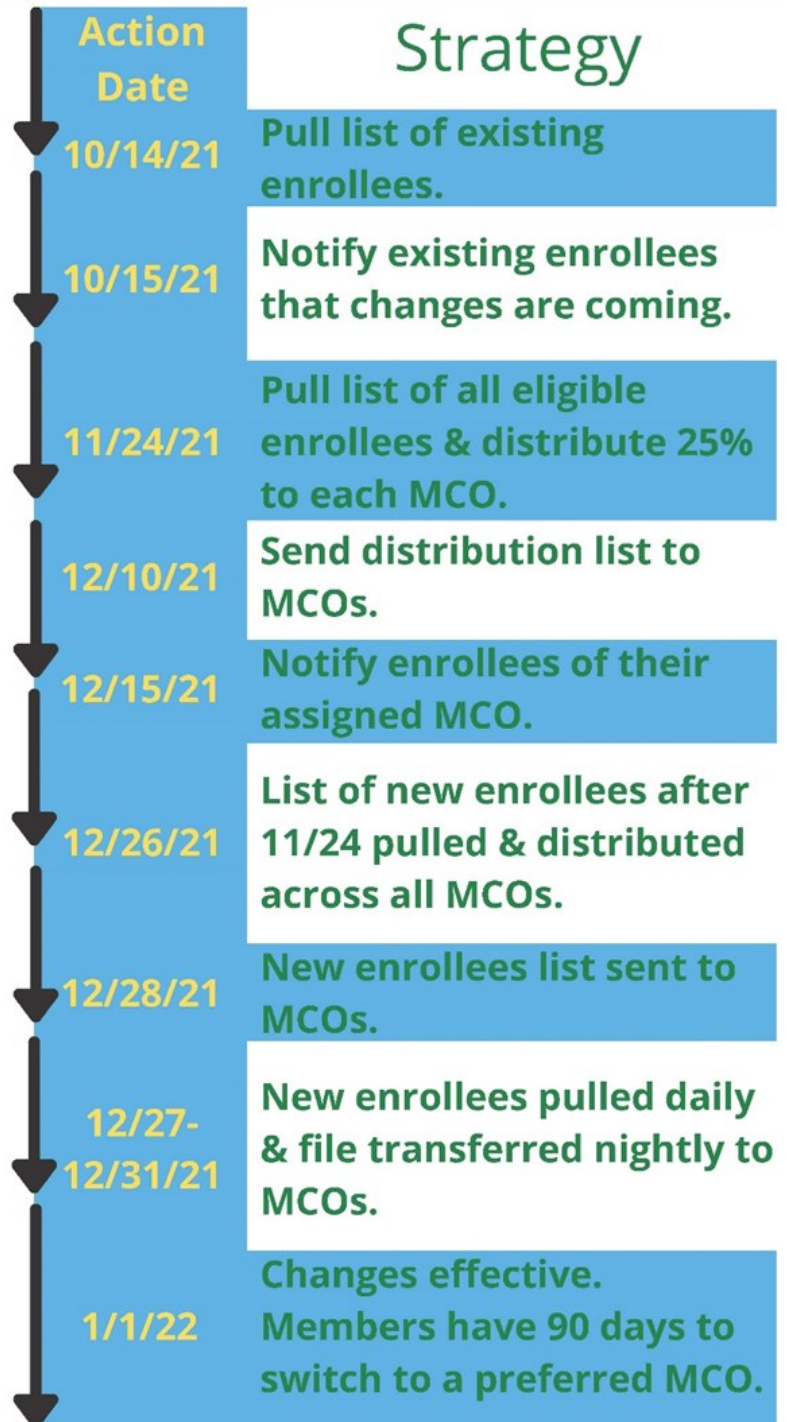 Action
Date
Strategy
10/14/21
Pull list of existing
enrollees.
10/15/21
Notify existing enrollees
that changes are coming.
11/24/21
Pull list of all eligible
enrollees & distribute 25%
to each MCO.
12/10/21
Send distribution list to
MCOs.
12/15/21
Notify enrollees of their
assigned MCO.
12/26/21
List of new enrollees after
11/24 pulled & distributed
across all MCOs.
12/28/21
New enrollees list sent to
MCOs.
12/27-
12/31/21
New enrollees pulled daily
& file transferred nightly to
MCOs.
1/1/22
Changes effective.
Members have 90 days to
switch to a preferred MCO.